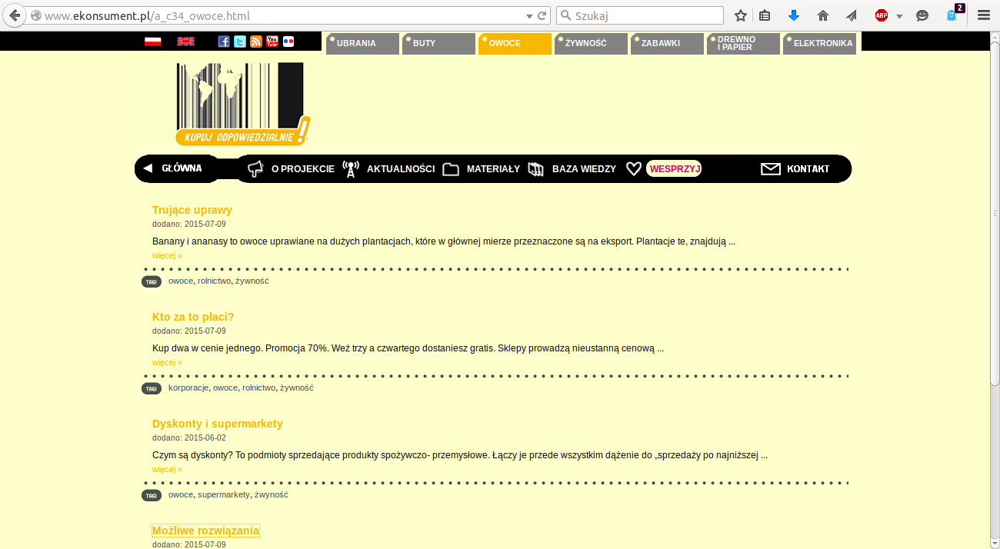 www.ekonsument.pl/a_c34_owoce.html
Szukaj
ABP
2
You Tube
UBRANIA
BUTY
OWOCE
ŻYWNOŚĆ
ZABAWKI
DREWNO
I PAPIER
ELEKTRONIKA
KUPUJ ODPOWIEDZIALNIE!
GŁÓWNA
O PROJEKCIE
AKTUALNOŚCI
MATERIAŁY
BAZA WIEDZY
WESPRZYJ
KONTAKT
Trujące uprawy
dodano: 2015-07-09
Banany i ananasy to owoce uprawiane na dużych plantacjach, które w głównej mierze przeznaczone są na eksport. Plantacje te, znajdują ...
więcej »
TAGI owoce, rolnictwo, żywność
Kto za to płaci?
dodano: 2015-07-09
Kup dwa w cenie jednego. Promocja 70%. Weź trzy a czwartego dostaniesz gratis. Sklepy prowadzą nieustanną cenową ...
więcej »
TAGI korporacje, owoce, rolnictwo, żywność
Dyskonty i supermarkety
dodano: 2015-06-02
Czym są dyskonty? To podmioty sprzedające produkty spożywczo- przemysłowe. Łączy je przede wszystkim dążenie do „sprzedaży po najniższej ...
więcej »
TAGI owoce, supermarkety, żwyność
Możliwe rozwiązania
dodano: 2015-07-09